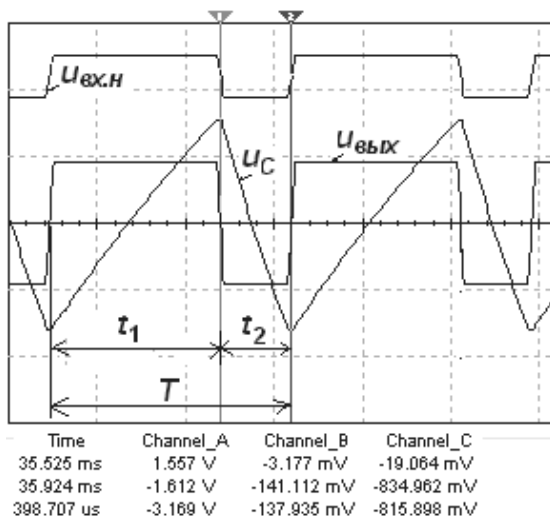 1 2
uвх.н
uC
uвых
t1 t2
T
Time Channel_A Channel_B Channel_C
35.525 ms 1.557 V -3.177 mV -19.064 mV
35.924 ms -1.612 V -141.112 mV -834.962 mV
398.707 us -3.169 V -137.935 mV -815.898 mV